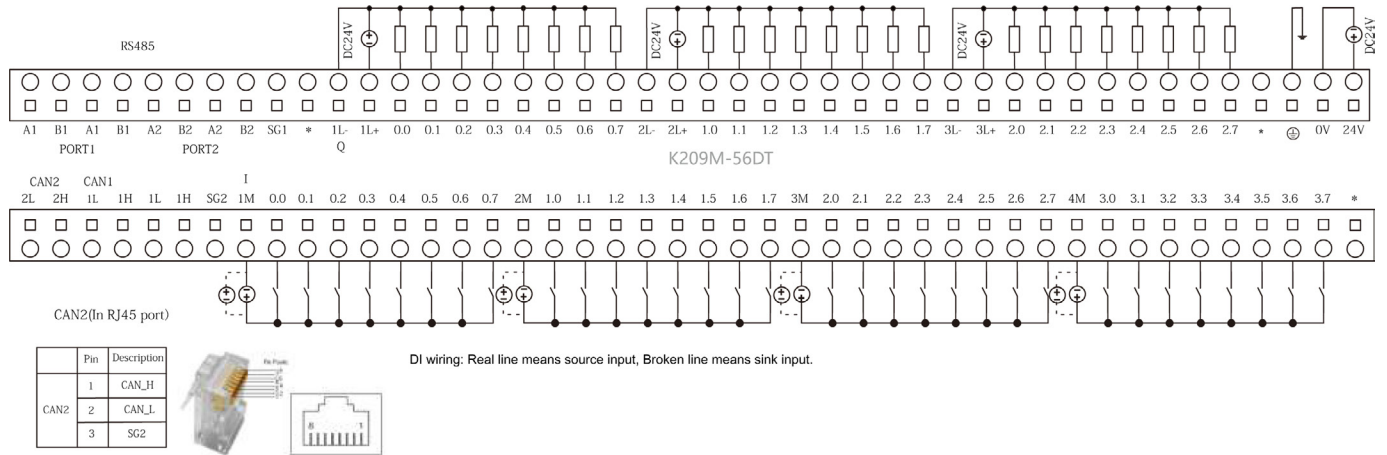 DC24V DC24V DC24V DC24V
RS485
A1 B1 A1 B1 A2 B2 A2 B2 SG1 * 1L- 1L+ 0.0 0.1 0.2 0.3 0.4 0.5 0.6 0.7 2L- 2L+ 1.0 1.1 1.2 1.3 1.4 1.5 1.6 1.7 3L- 3L+ 2.0 2.1 2.2 2.3 2.4 2.5 2.6 2.7 * 0V 24V
PORT1 PORT2 Q
K209M-56DT
CAN2 CAN1 I
2L 2H 1L 1H 1L 1H SG2 1M 0.0 0.1 0.2 0.3 0.4 0.5 0.6 0.7 2M 1.0 1.1 1.2 1.3 1.4 1.5 1.6 1.7 3M 2.0 2.1 2.2 2.3 2.4 2.5 2.6 2.7 4M 3.0 3.1 3.2 3.3 3.4 3.5 3.6 3.7 *
CAN2(In RJ45 port)
DI wiring: Real line means source input, Broken line means sink input.
Pin Description
1 CAN_H
CAN2 2 CAN_L
3 SG2
8 1